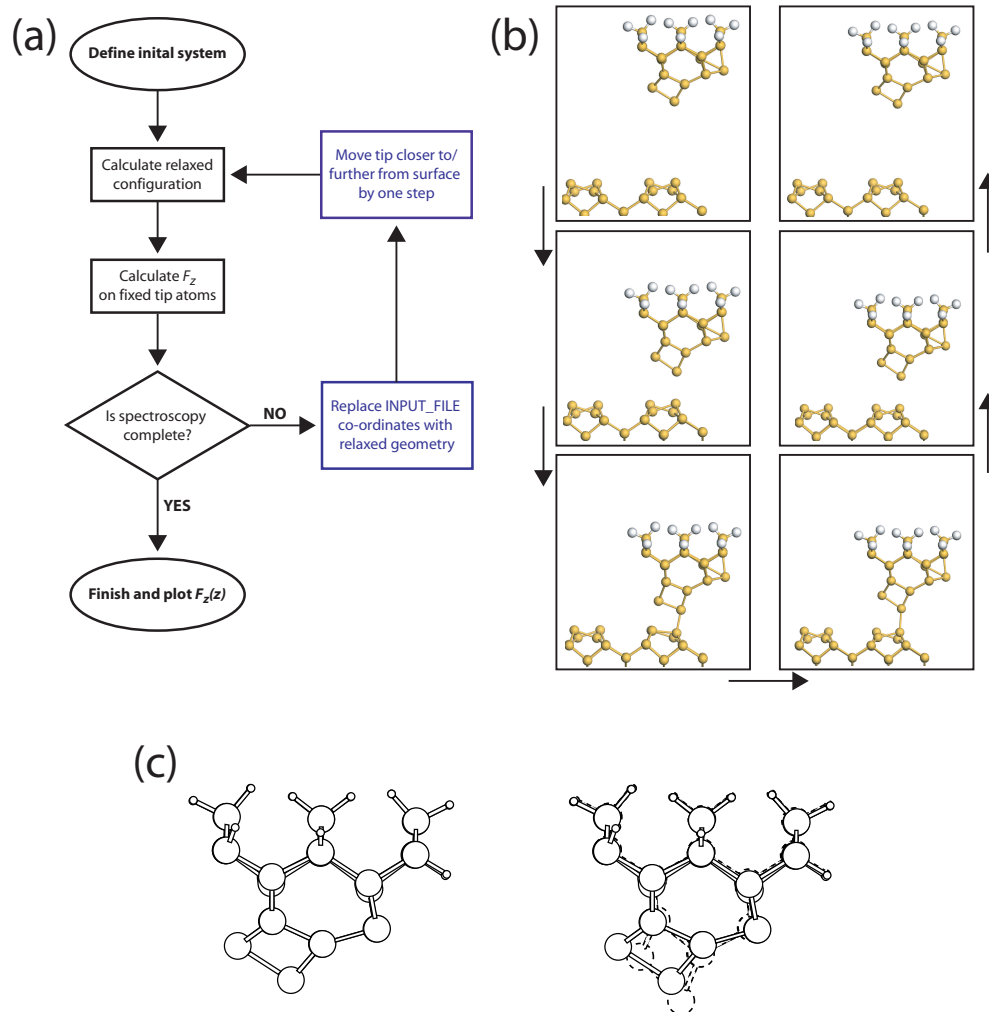 (a)
Define inital system
Calculate relaxed
configuration
Move tip closer to/
further from surface
by one step
Calculate F_z
on fixed tip atoms
Is spectroscopy
complete?
NO
Replace INPUT_FILE
co-ordinates with
relaxed geometry
YES
Finish and plot F_z(z)
(b)
(c)